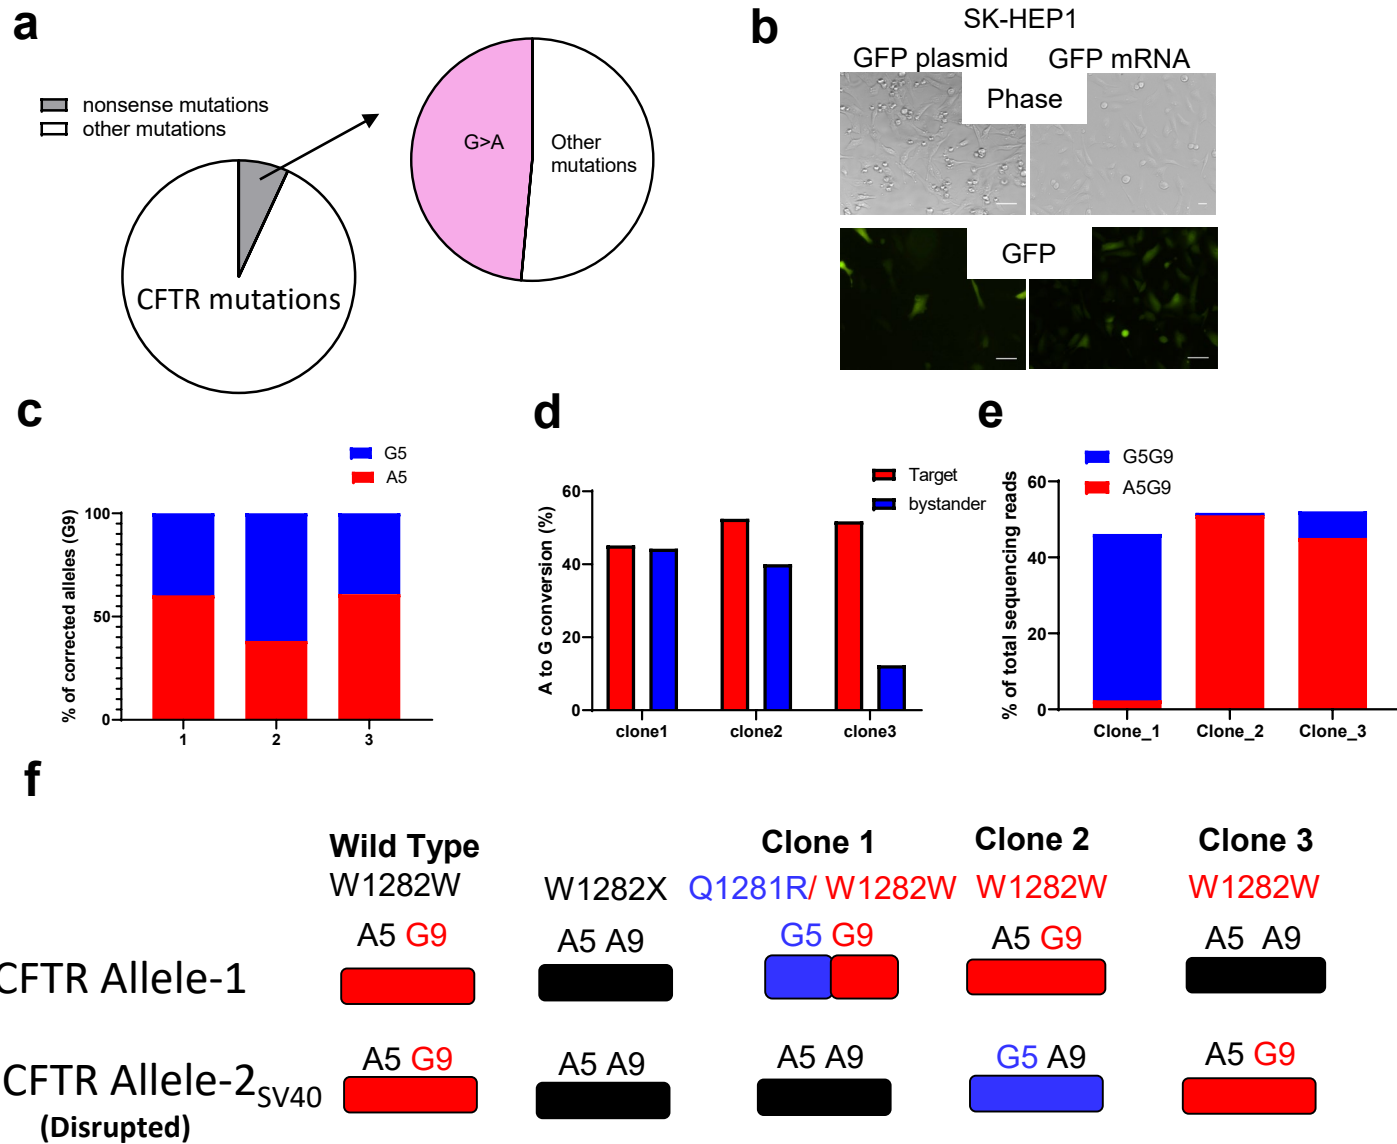 a
nonsense mutations
other mutations
CFTR mutations
G>A
Other
mutations
b
SK-HEP1
GFP plasmid
GFP mRNA
Phase
GFP
c
G5
A5
% of corrected alleles (G9)
100
50
0
1
2
3
d
Target
bystander
A to G conversion (%)
60
40
20
0
clone1
clone2
clone3
e
G5G9
A5G9
% of total sequencing reads
60
40
20
0
Clone_1
Clone_2
Clone_3
f
Wild Type
W1282W
W1282X
Clone 1
Q1281R/ W1282W
Clone 2
W1282W
Clone 3
W1282W
CFTR Allele-1
A5 G9
A5 A9
G5 G9
A5 G9
A5 A9
CFTR Allele-2SV40
(Disrupted)
A5 G9
A5 A9
A5 A9
G5 A9
A5 G9